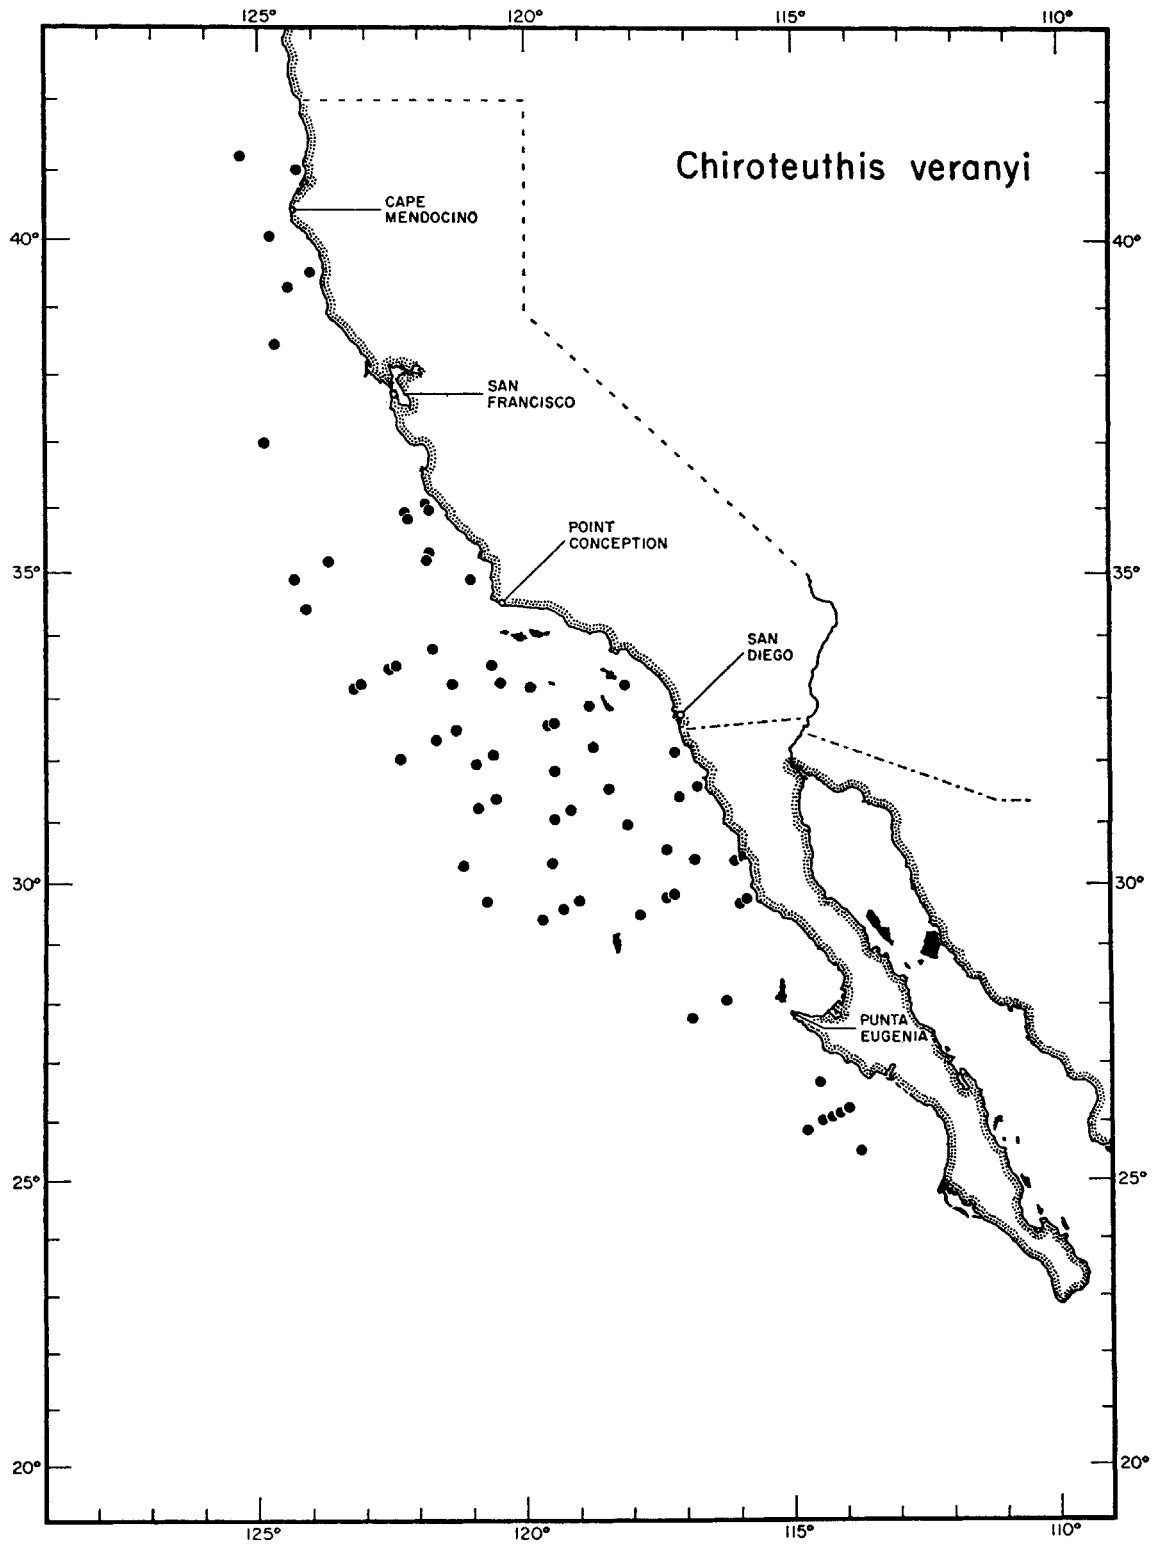 125° 120° 115° 110°
Chiroteuthis veranyi
CAPE
MENDOCINO
40° 40°
SAN
FRANCISCO
POINT
CONCEPTION
35° 35°
SAN
DIEGO
30° 30°
PUNTA
EUGENIA
25° 25°
20° 20°
125° 120° 115° 110°